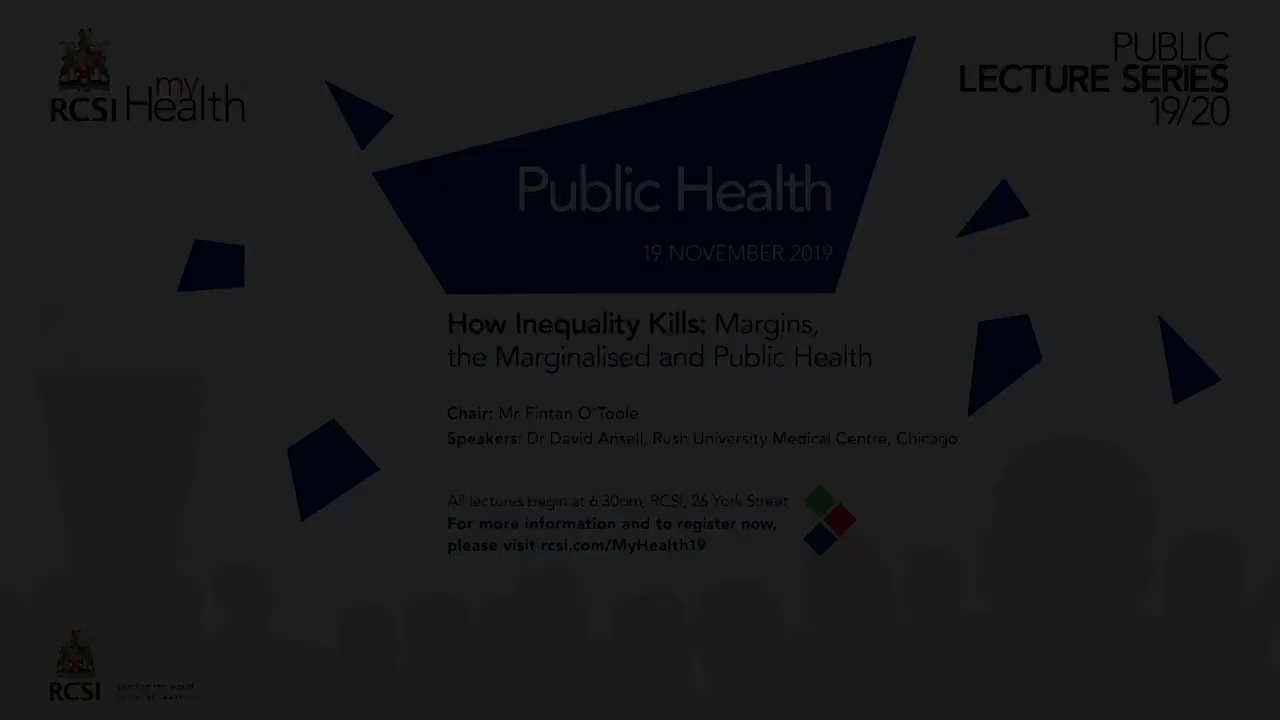 my
RCSI Health
PUBLIC
LECTURE SERIES
19/20
Public Health
19 NOVEMBER 2019
How Inequality Kills: Margins,
the Marginalised and Public Health
Chair: Mr Fintan O'Toole
Speakers: Dr David Ansell, Rush University Medical Centre, Chicago
All lectures begin at 6.30pm, RCSI, 26 York Street
For more information and to register now,
please visit rcsi.com/MyHealth19
RCSI